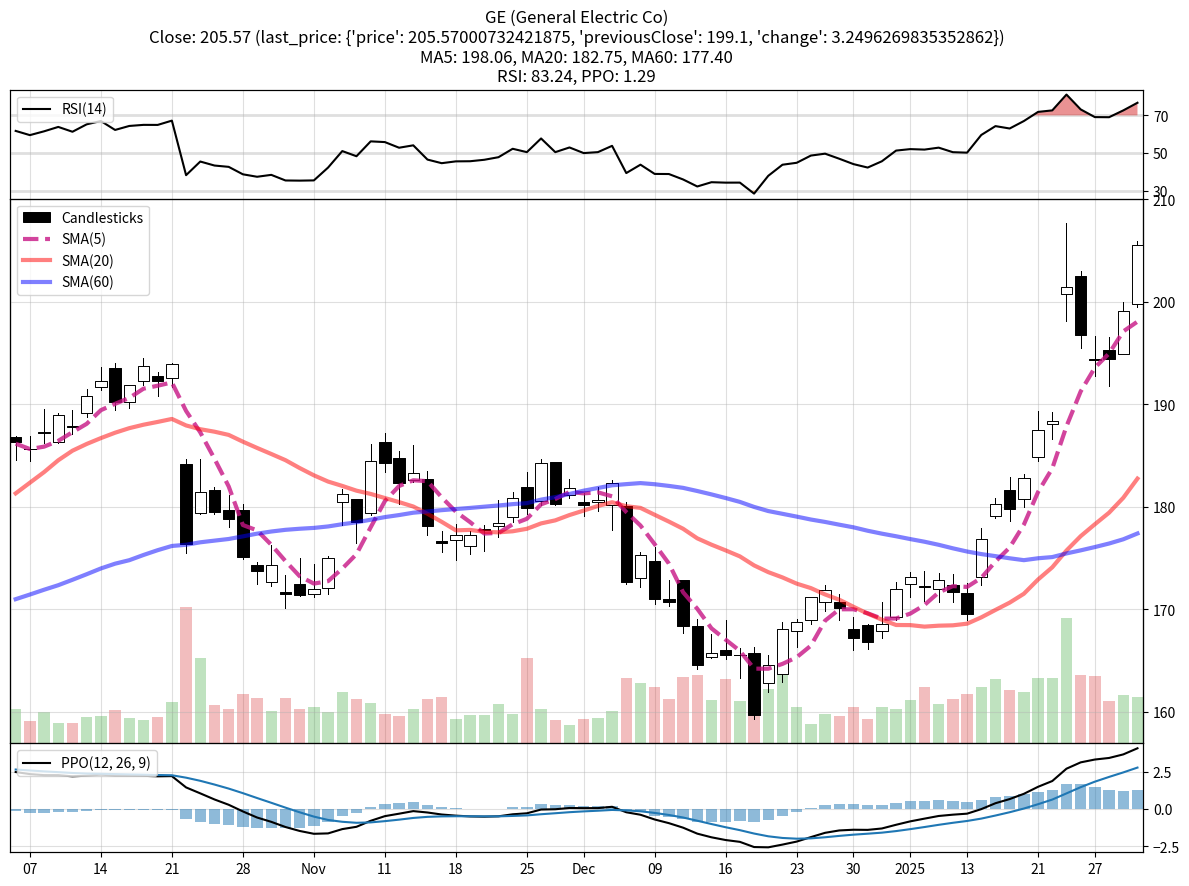 GE (General Electric Co)
Close: 205.57 (last_price: {'price': 205.57000732421875, 'previousClose': 199.1, 'change': 3.2496269835352862})
MA5: 198.06, MA20: 182.75, MA60: 177.40
RSI: 83.24, PPO: 1.29
RSI(14)
70
50
30
Candlesticks
SMA(5)
SMA(20)
SMA(60)
210
200
190
180
170
160
PPO(12, 26, 9)
2.5
0.0
−2.5
07 14 21 28 Nov 11 18 25 Dec 09 16 23 30 2025 13 21 27